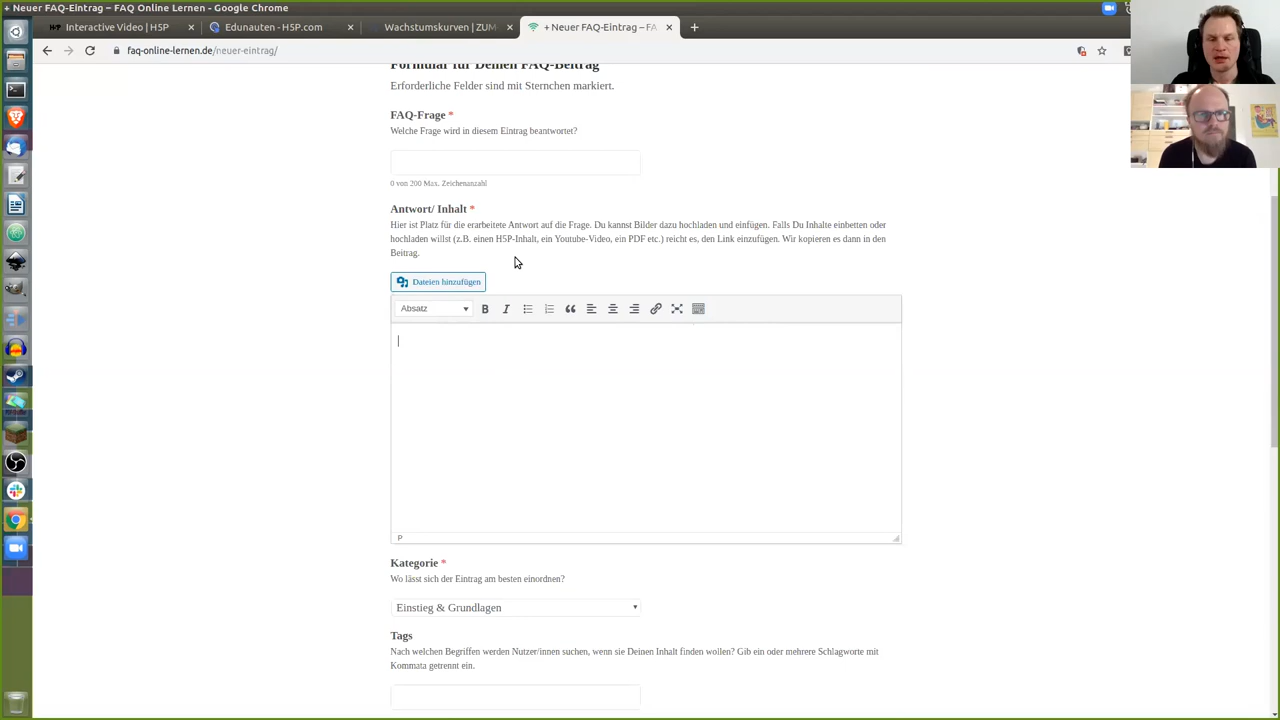 + Neuer FAQ-Eintrag – FAQ Online Lernen - Google Chrome
Interactive Video | H5P
Edunauten - H5P.com
Wachstumskurven | ZUM
+ Neuer FAQ-Eintrag – FA
faq-online-lernen.de/neuer-eintrag/
Formular für Deinen FAQ-Beitrag
Erforderliche Felder sind mit Sternchen markiert.
FAQ-Frage *
Welche Frage wird in diesem Eintrag beantwortet?
0 von 200 Max. Zeichenanzahl
Antwort/ Inhalt *
Hier ist Platz für die erarbeitete Antwort auf die Frage. Du kannst Bilder dazu hochladen und einfügen. Falls Du Inhalte einbetten oder
hochladen willst (z.B. einen H5P-Inhalt, ein Youtube-Video, ein PDF etc.) reicht es, den Link einzufügen. Wir kopieren es dann in den
Beitrag.
Dateien hinzufügen
Absatz
P
Kategorie *
Wo lässt sich der Eintrag am besten einordnen?
Einstieg & Grundlagen
Tags
Nach welchen Begriffen werden Nutzer/innen suchen, wenn sie Deinen Inhalt finden wollen? Gib ein oder mehrere Schlagworte mit
Kommata getrennt ein.